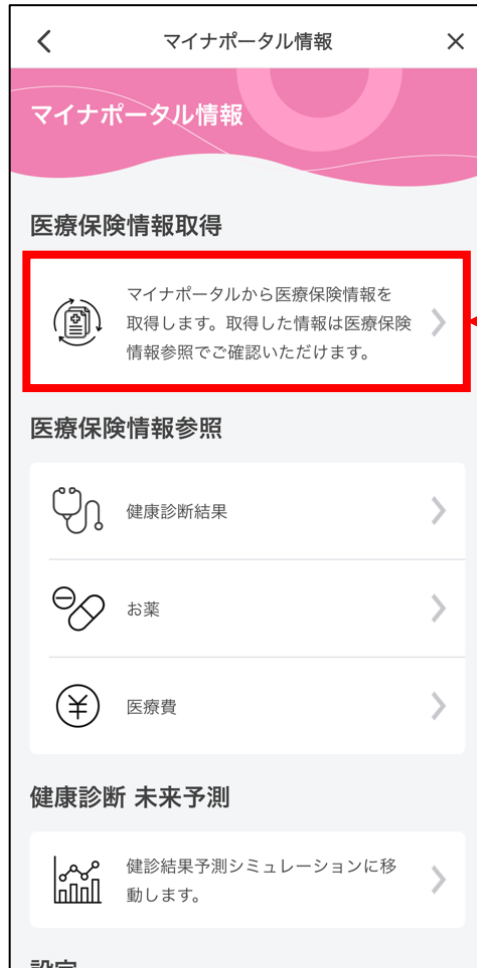 マイナポータル情報
マイナポータル情報
医療保険情報取得
マイナポータルから医療保険情報を
取得します。取得した情報は医療保険
情報参照でご確認いただけます。
医療保険情報参照
健康診断結果
お薬
医療費
健康診断 未来予測
健診結果予測シミュレーションに移
動します。
設定